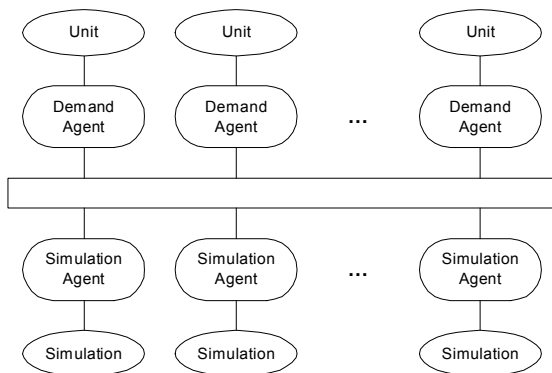 Unit Unit Unit
Demand Demand Demand
Agent Agent ... Agent
Simulation Simulation Simulation
Agent Agent ... Agent
Simulation Simulation Simulation